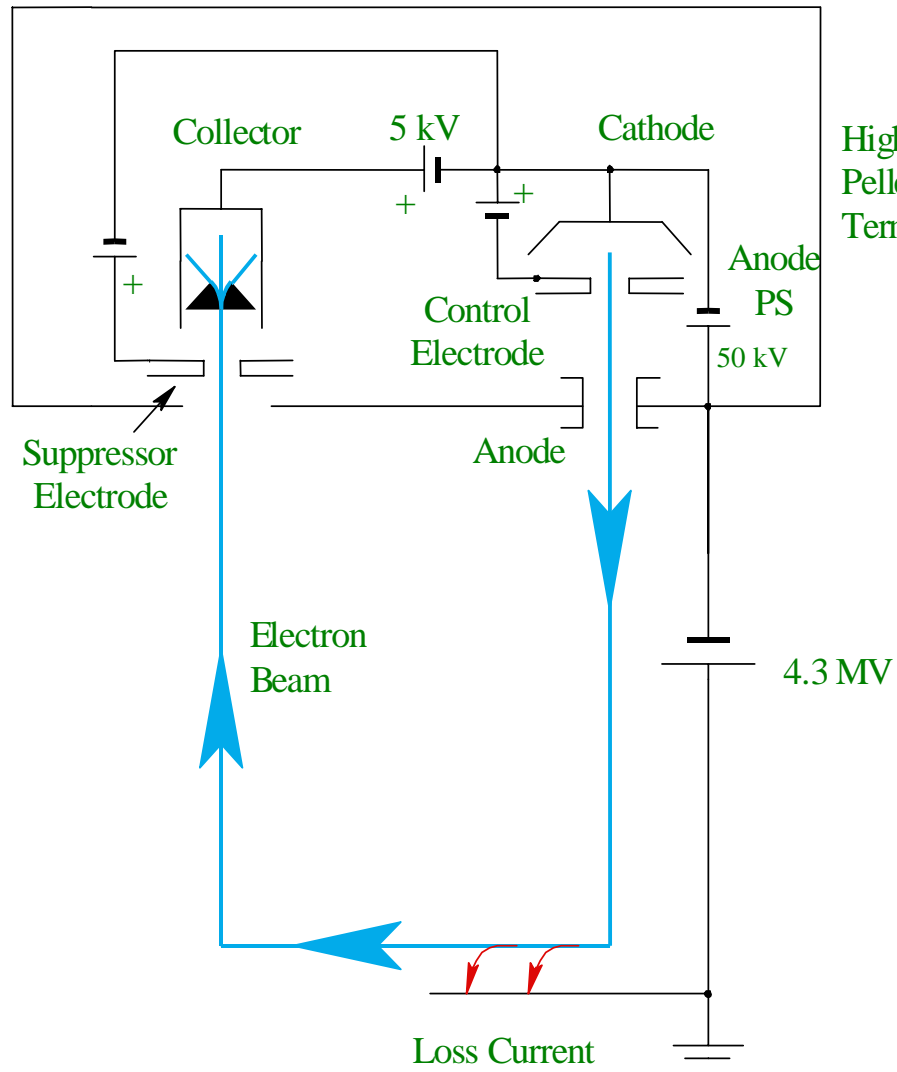 Collector
5 kV
Cathode
+
+
+
Control
Electrode
Anode
PS
50 kV
Suppressor
Electrode
Anode
Electron
Beam
4.3 MV
Loss Current